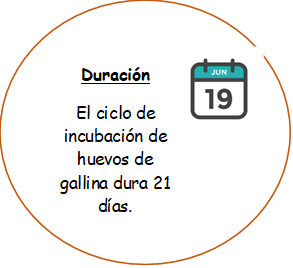 Duración
JUN
19
El ciclo de
incubación de
huevos de
gallina dura 21
días.